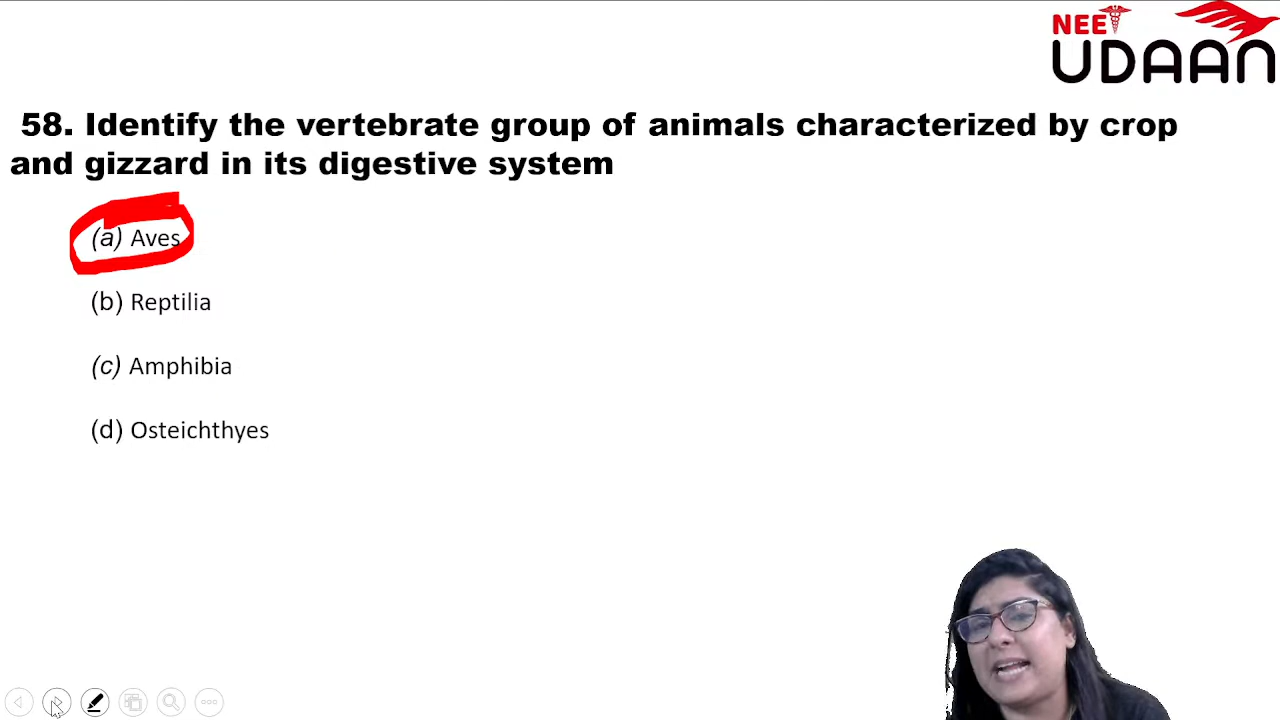 NEET
UDAAN
58. Identify the vertebrate group of animals characterized by crop
and gizzard in its digestive system
(a) Aves
(b) Reptilia
(c) Amphibia
(d) Osteichthyes